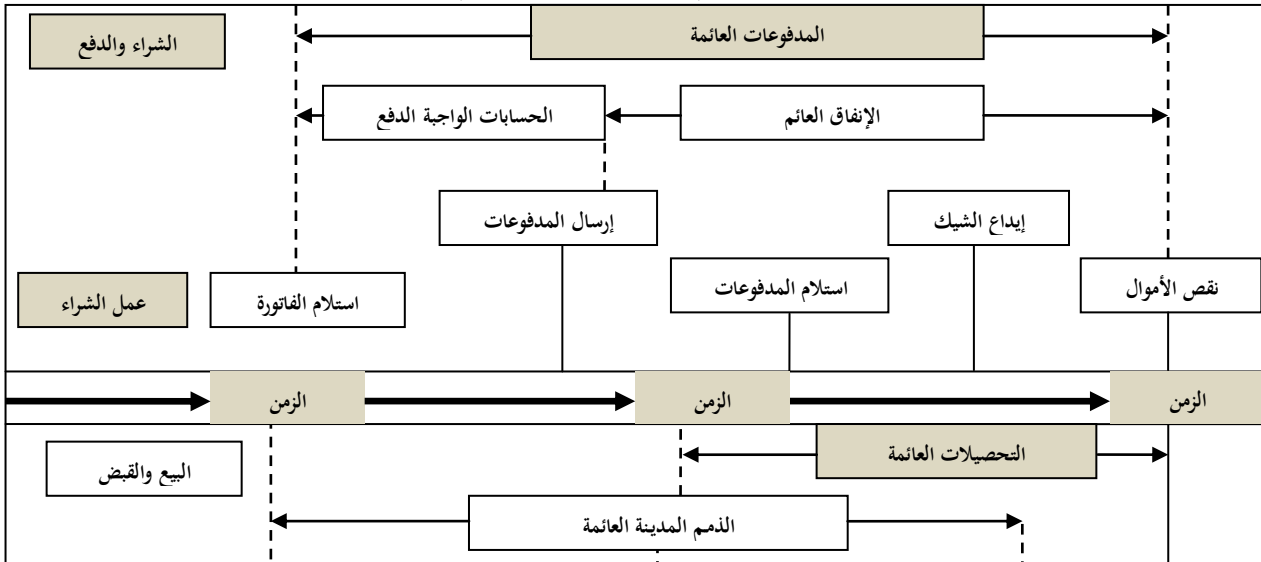 المدفوعات العائمة
الشراء والدفع
الإنفاق العائم
الحسابات الواجبة الدفع
إيداع الشيك
إرسال المدفوعات
نقص الأموال
استلام المدفوعات
استلام الفاتورة
عمل الشراء
الزمن
الزمن
الزمن
التحصيلات العائمة
البيع والقبض
الذمم المدينة العائمة